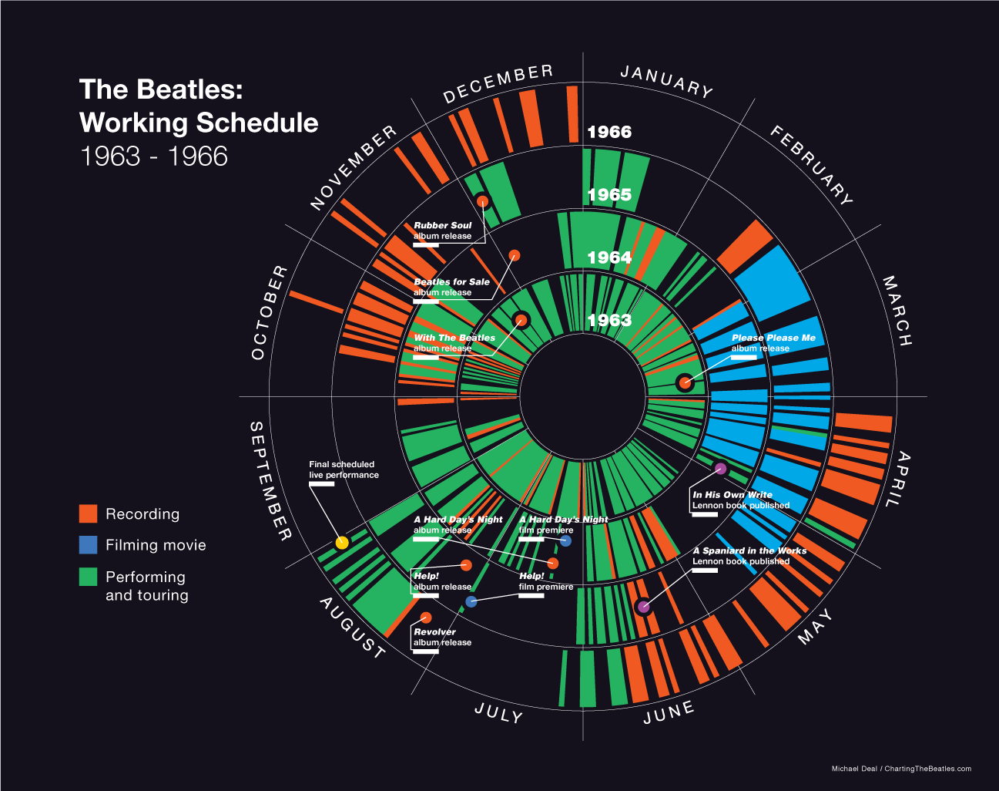 The Beatles:
Working Schedule
1963 - 1966
JANUARY
FEBRUARY
MARCH
APRIL
MAY
JUNE
JULY
AUGUST
SEPTEMBER
OCTOBER
NOVEMBER
DECEMBER
1966
1965
1964
1963
Rubber Soul
album release
Beatles for Sale
album release
With The Beatles
album release
Please Please Me
album release
Final scheduled
live performance
In His Own Write
Lennon book published
A Hard Day's Night
album release
A Hard Day's Night
film premiere
A Spaniard in the Works
Lennon book published
Help!
album release
Help!
film premiere
Revolver
album release
Recording
Filming movie
Performing
and touring
Michael Deal / ChartingTheBeatles.com